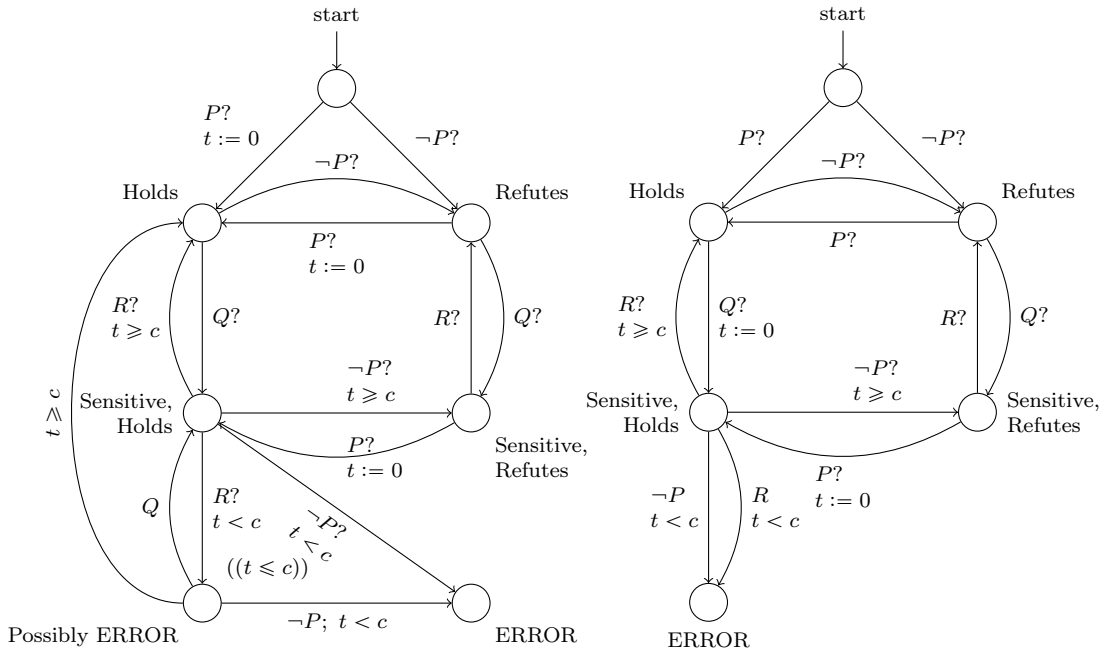 start
P?
t := 0
¬P?
¬P?
Holds
Refutes
P?
t := 0
R?
t ⩾ c
Q?
R?
Q?
t ⩾ c
¬P?
t ⩾ c
Sensitive,
Holds
P?
t := 0
Sensitive,
Refutes
Q
R?
t < c
¬P?
t < c
((t ⩽ c))
¬P; t < c
Possibly ERROR
ERROR
start
P?
¬P?
¬P?
Holds
Refutes
P?
R?
t ⩾ c
Q?
t := 0
R?
Q?
¬P?
t ⩾ c
Sensitive,
Holds
Sensitive,
Refutes
P?
t := 0
¬P
t < c
R
t < c
ERROR